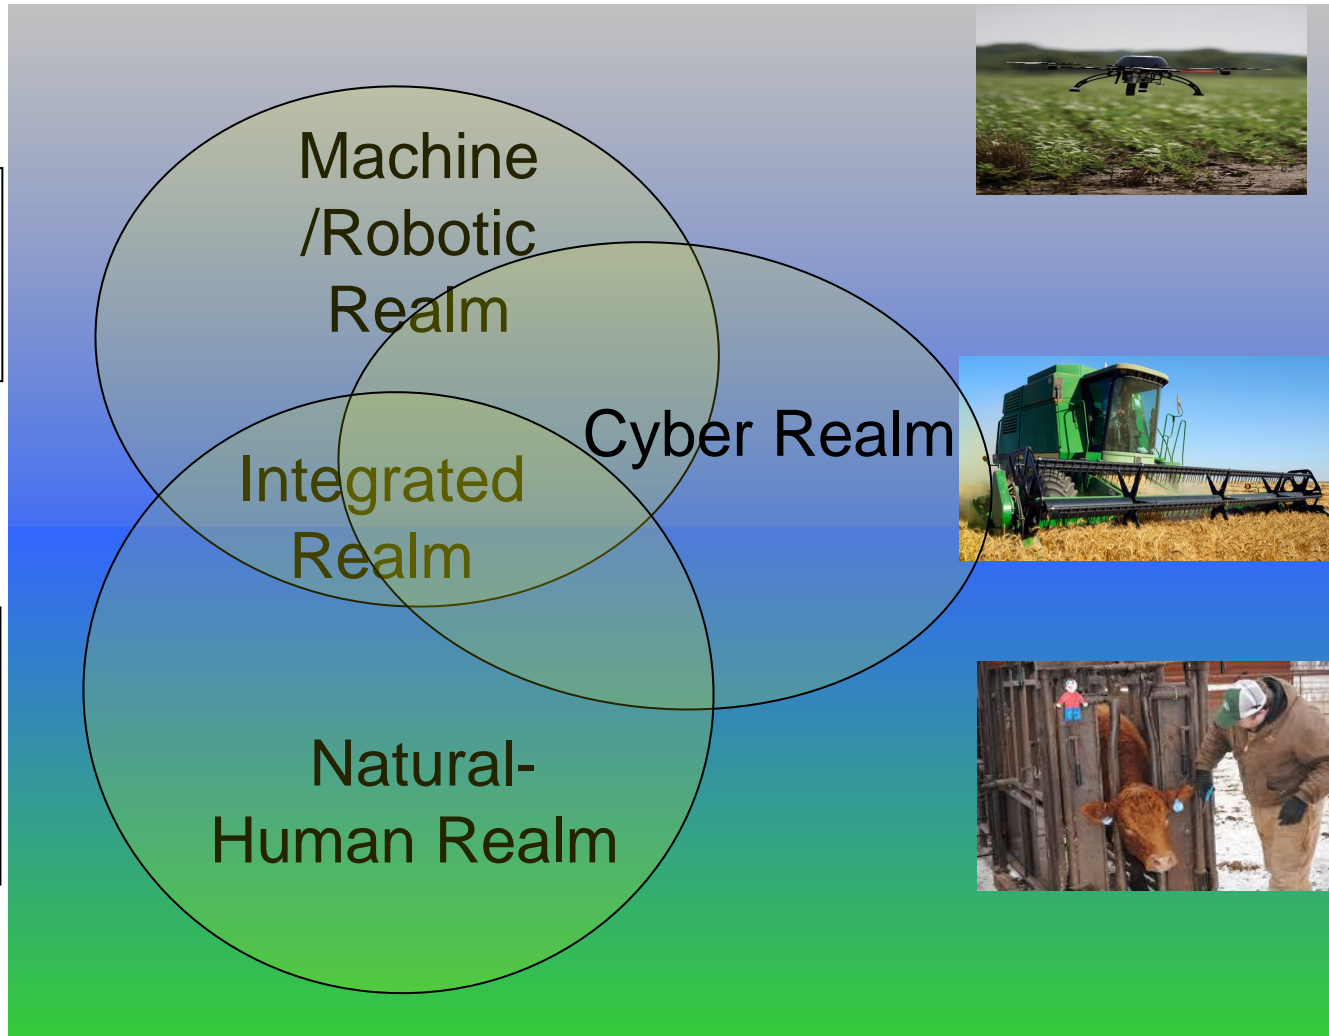 Machine
/Robotic
Realm
Cyber Realm
Integrated
Realm
Natural-
Human Realm